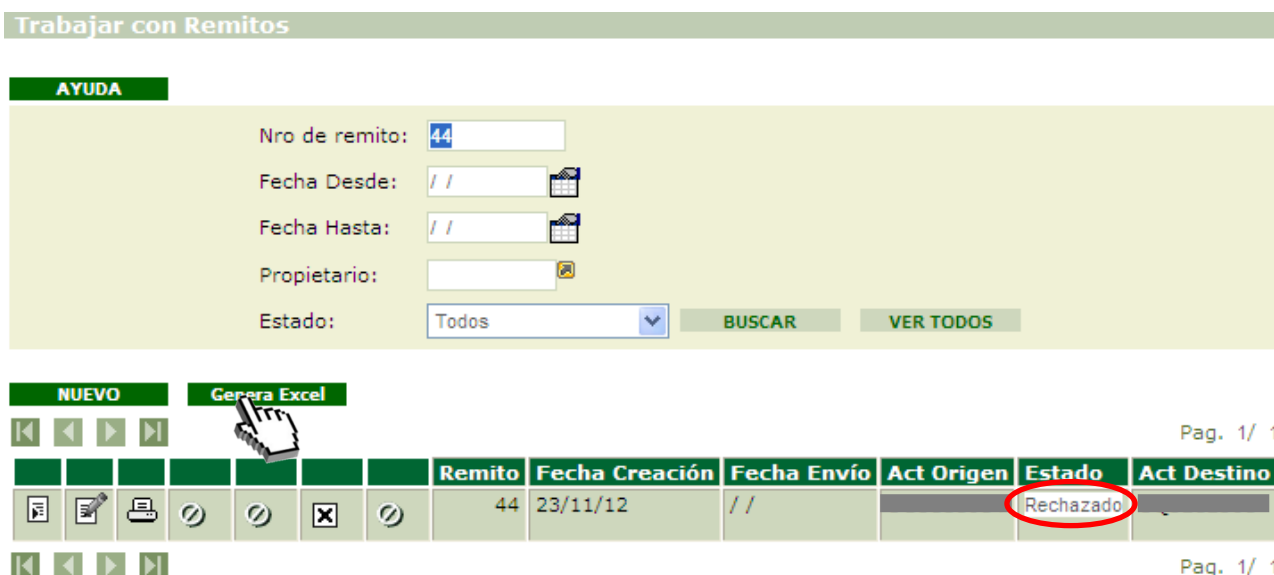 Trabajar con Remitos
AYUDA
Nro de remito: 44
Fecha Desde: / /
Fecha Hasta: / /
Propietario:
Estado: Todos BUSCAR VER TODOS
NUEVO Genera Excel
Pag. 1/ 1
Remito Fecha Creación Fecha Envío Act Origen Estado Act Destino
44 23/11/12 / / Rechazado
Pag. 1/ 1